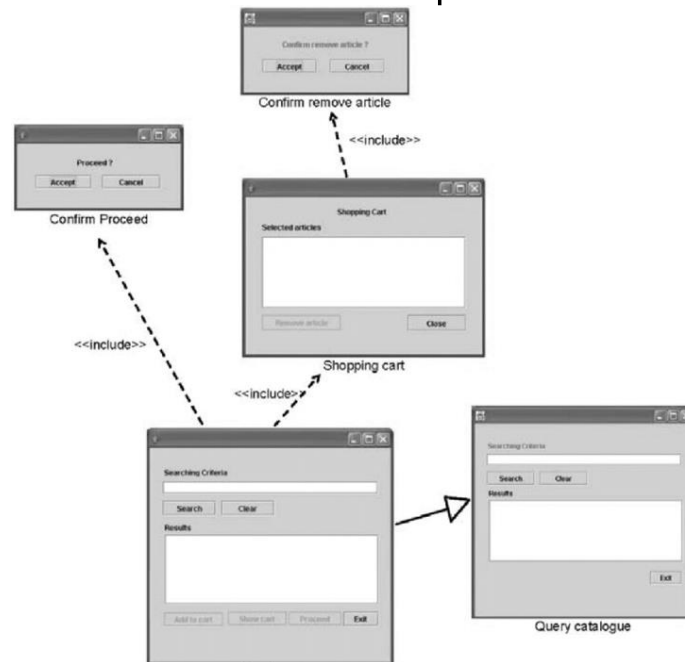 Confirm remove article ?
Accept Cancel
Confirm remove article
<<include>>
Proceed ?
Accept Cancel
Confirm Proceed
Shopping Cart
Selected articles
Remove article Close
Shopping cart
<<include>>
<<include>>
Searching Criteria
Search Clear
Results
Add to cart Show cart Proceed Exit
Searching Criteria
Search Clear
Results
Exit
Query catalogue